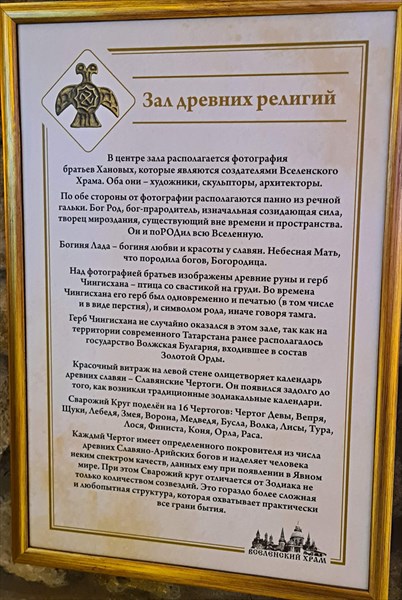 Зал древних религий
В центре зала располагается фотография
братьев Хановых, которые являются создателями Вселенского
Храма. Оба они – художники, скульпторы, архитекторы.
По обе стороны от фотографии располагаются панно из речной
гальки. Бог Род, бог-прародитель, изначальная созидающая сила,
творец мироздания, существующий вне времени и пространства.
Он и поРОДил всю Вселенную.
Богиня Лада – богиня любви и красоты у славян. Небесная Мать,
что породила богов, Богородица.
Над фотографией братьев изображены древние руны и герб
Чингисхана – птица со свастикой на груди. Во времена
Чингисхана его герб был одновременно и печатью (в том числе
и в виде перстня), и символом рода, иначе говоря тамга.
Герб Чингисхана не случайно оказался в этом зале, так как на
территории современного Татарстана ранее располагалось
государство Волжская Булгария, входившее в состав
Золотой Орды.
Красочный витраж на левой стене олицетворяет календарь
древних славян – Славянские Чертоги. Он появился задолго до
того, как возникли традиционные зодиакальные календари.
Сварожий Круг поделён на 16 Чертогов: Чертог Девы, Вепря,
Щуки, Лебедя, Змея, Ворона, Медведя, Бусла, Волка, Лисы, Тура,
Лося, Финиста, Коня, Орла, Раса.
Каждый Чертог имеет определенного покровителя из числа
древних Славяно-Арийских богов и наделяет человека
неким спектром качеств, данных ему при появлении в Явном
мире. При этом Сварожий круг отличается от Зодиака не
только количеством созвездий. Это гораздо более сложная
и любопытная структура, которая охватывает практически
все грани бытия.
ВСЕЛЕНСКИЙ ХРАМ